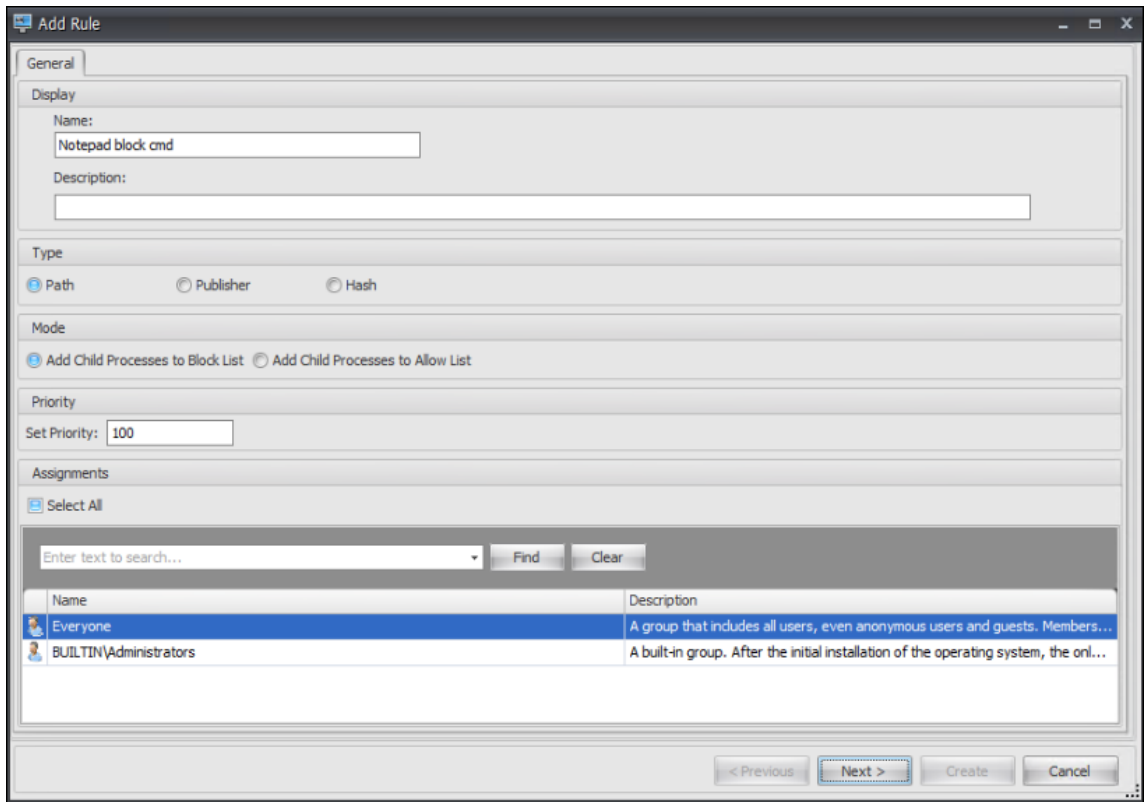 Add Rule
General
Display
Name:
Notepad block cmd
Description:
Type
Path Publisher Hash
Mode
Add Child Processes to Block List Add Child Processes to Allow List
Priority
Set Priority: 100
Assignments
Select All
Enter text to search... Find Clear
Name Description
Everyone A group that includes all users, even anonymous users and guests. Members...
BUILTIN\Administrators A built-in group. After the initial installation of the operating system, the onl...
< Previous Next > Create Cancel